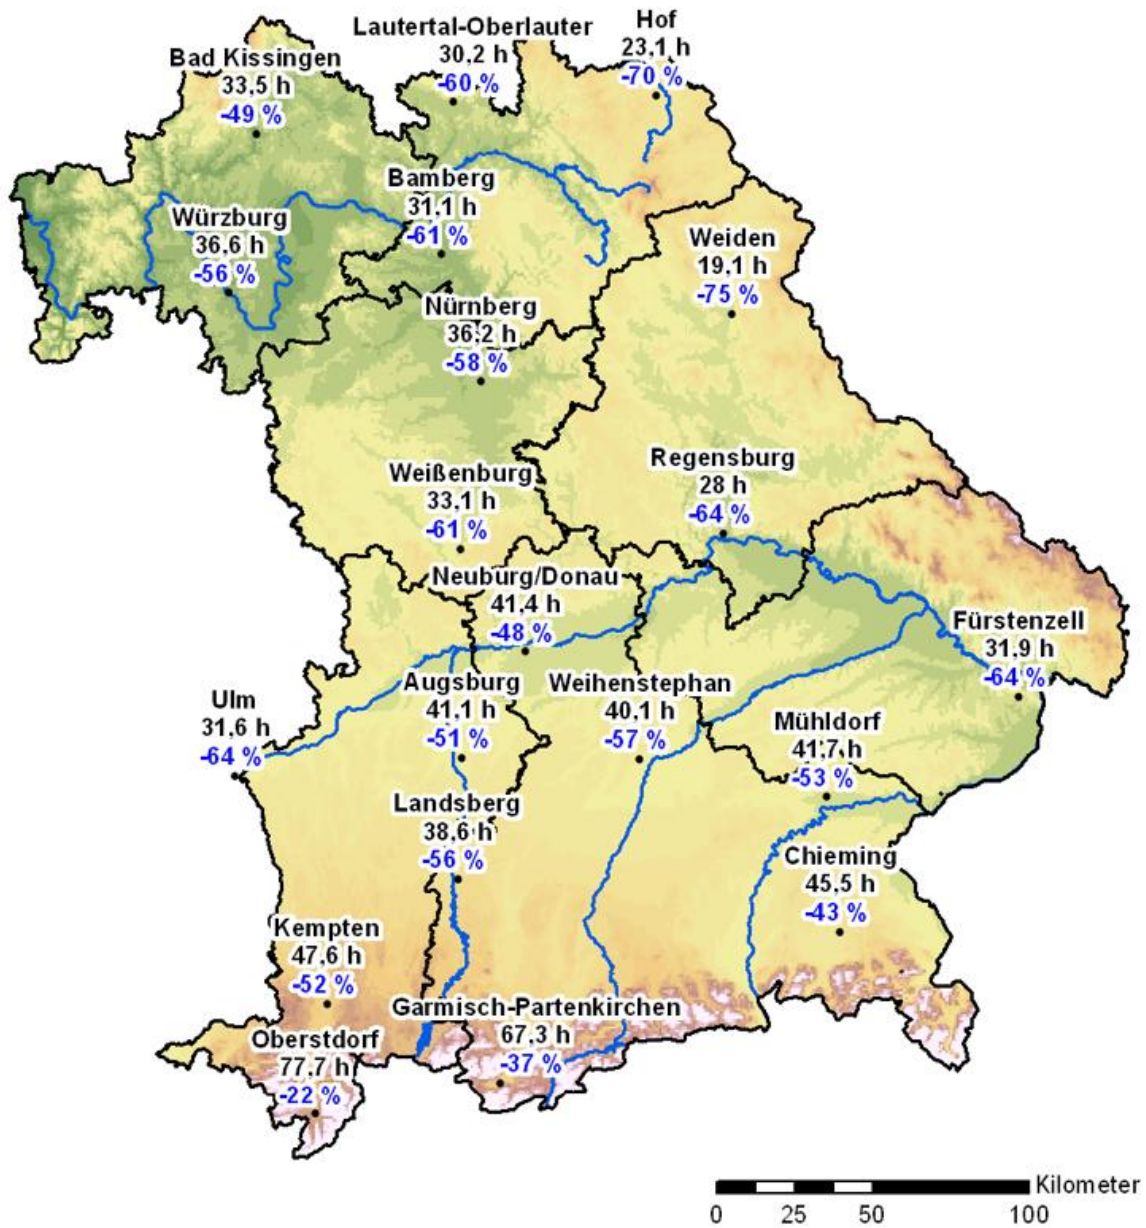 Lautertal-Oberlauter
30,2 h
-60 %
Hof
23,1 h
-70 %
Bad Kissingen
33,5 h
-49 %
Bamberg
31,1 h
-61 %
Würzburg
36,6 h
-56 %
Weiden
19,1 h
-75 %
Nürnberg
36,2 h
-58 %
Weißenburg
33,1 h
-61 %
Regensburg
28 h
-64 %
Neuburg/Donau
41,4 h
-48 %
Fürstenzell
31,9 h
-64 %
Ulm
31,6 h
-64 %
Augsburg
41,1 h
-51 %
Weihenstephan
40,1 h
-57 %
Mühldorf
41,7 h
-53 %
Landsberg
38,6 h
-56 %
Chieming
45,5 h
-43 %
Kempten
47,6 h
-52 %
Garmisch-Partenkirchen
67,3 h
-37 %
Oberstdorf
77,7 h
-22 %
Kilometer
0 25 50 100